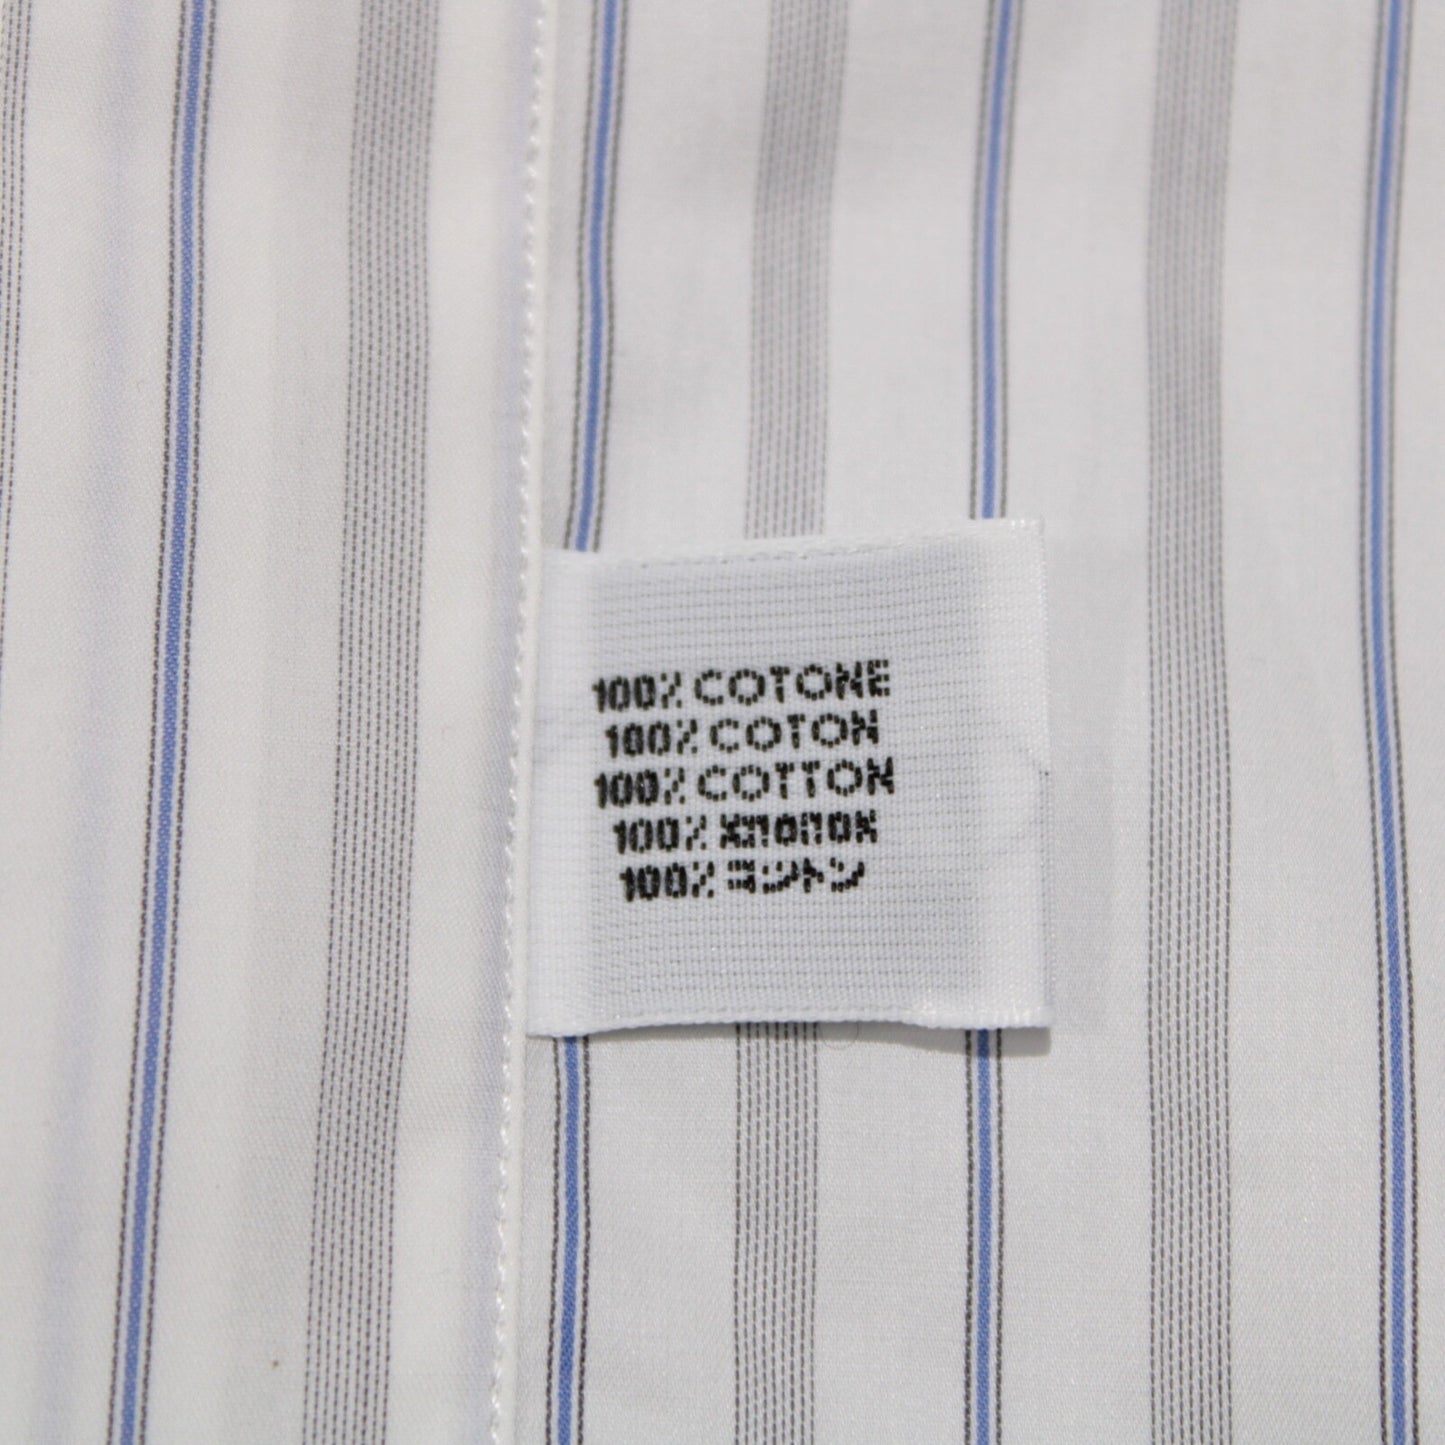 100% COTONE
100% COTON
100% COTTON
100% ХЛОПОК
100% コットン